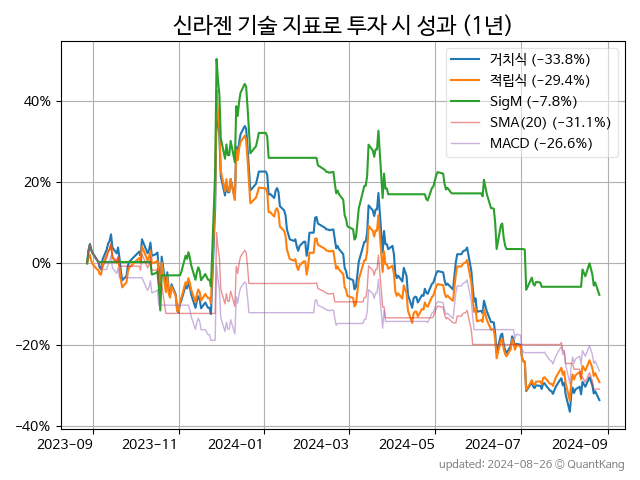 신라젠 기술 지표로 투자 시 성과 (1년)
거치식 (−33.8%)
적립식 (−29.4%)
SigM (−7.8%)
SMA(20) (−31.1%)
MACD (−26.6%)
40%
20%
0%
−20%
−40%
2023-09 2023-11 2024-01 2024-03 2024-05 2024-07 2024-09
updated: 2024-08-26 © QuantKang